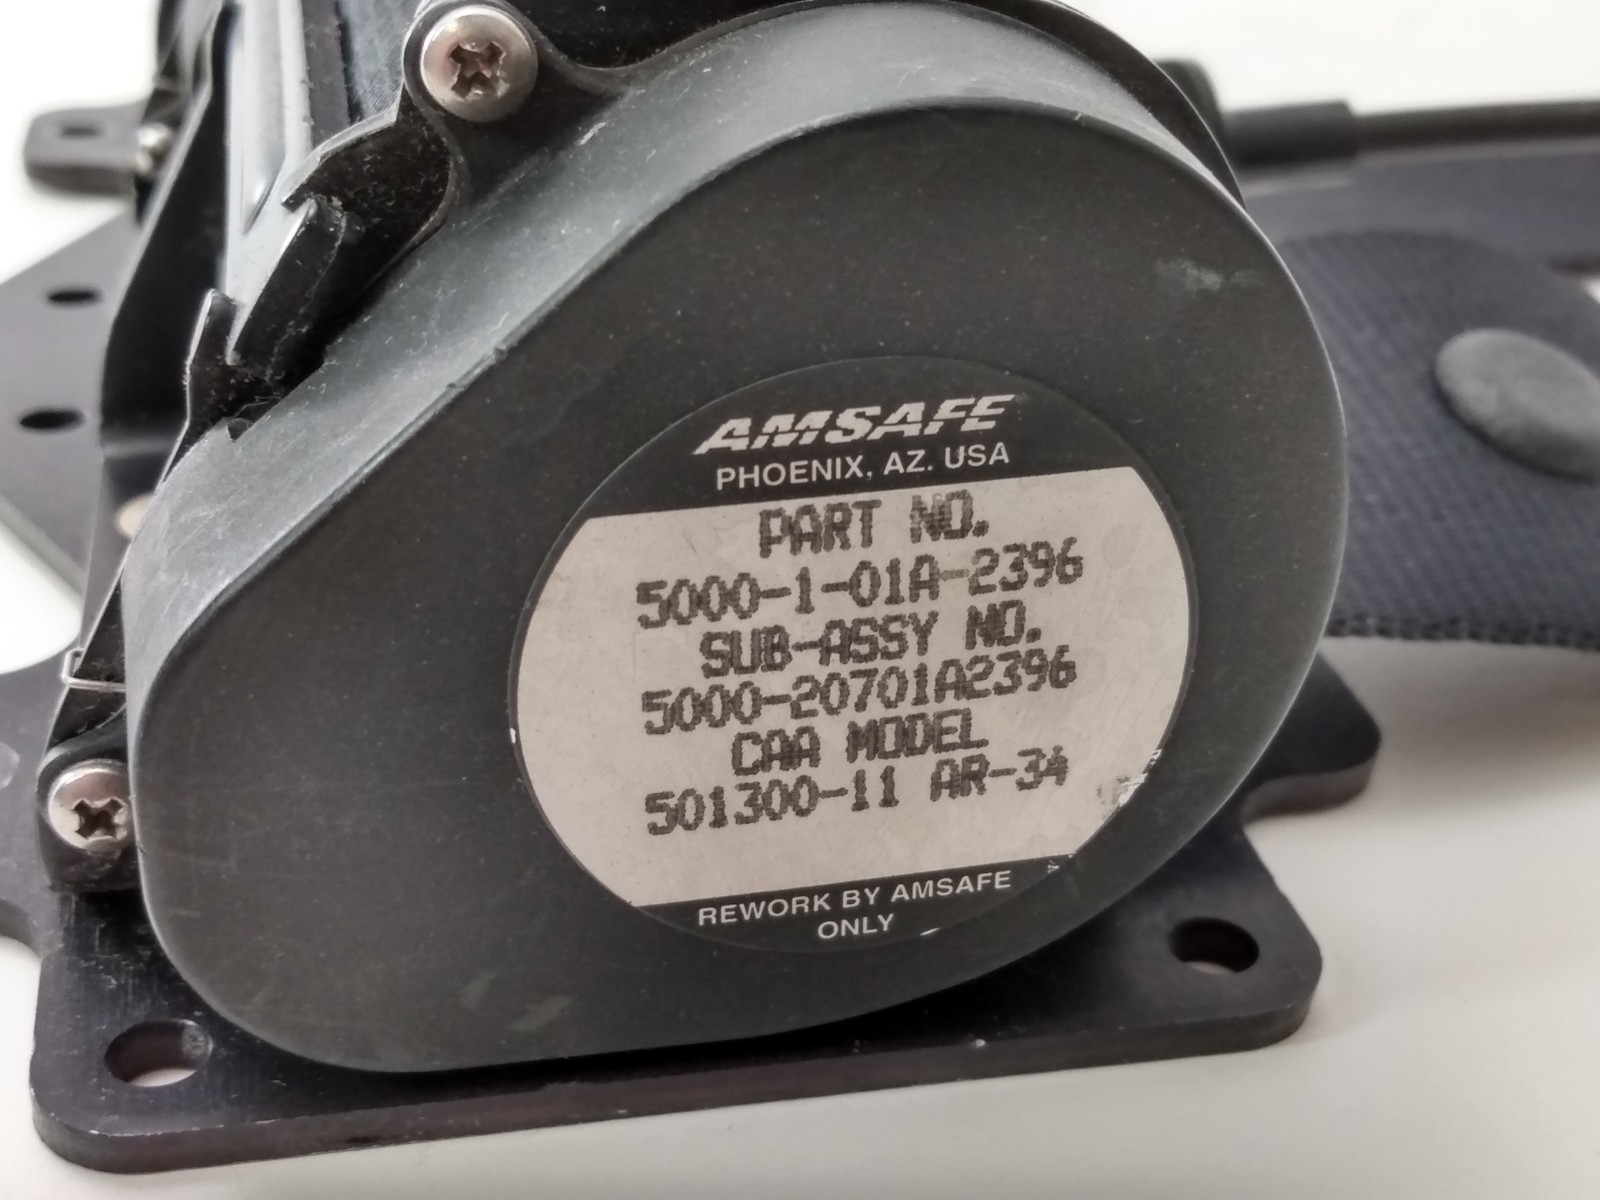 AMSAFE
PHOENIX, AZ. USA
PART NO.
5000-1-01A-2396
SUB-ASSY NO.
5000-20701A2396
CAA MODEL
501300-11 AR-34
REWORK BY AMSAFE
ONLY